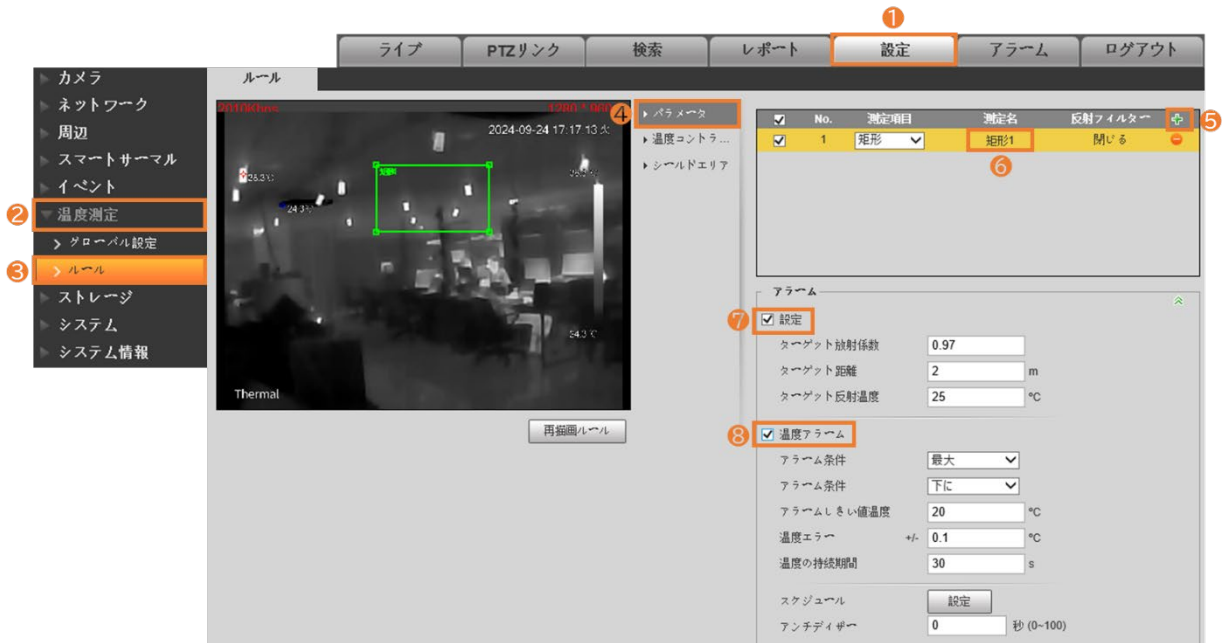 1
ライブ PTZリンク 検索 レポート 設定 アラーム ログアウト
カメラ
ネットワーク
周辺
スマートサーマル
イベント
2 温度測定
グローバル設定
3 ルール
ストレージ
システム
システム情報
ルール
2024-09-24 17:17:13 火
24.3℃
24.3℃
Thermal
再描画ルール
4 パラメータ
温度コントラ...
シールドエリア
No. 測定項目 測定名 反射フィルター 5
1 矩形 矩形1 閉じる
6
アラーム
7 設定
ターゲット放射係数 0.97
ターゲット距離 2 m
ターゲット反射温度 25 °C
8 温度アラーム
アラーム条件 最大
アラーム条件 下に
アラームしきい値温度 20 °C
温度エラー +/- 0.1 °C
温度の持続期間 30 s
スケジュール 設定
アンチディザー 0 秒 (0~100)